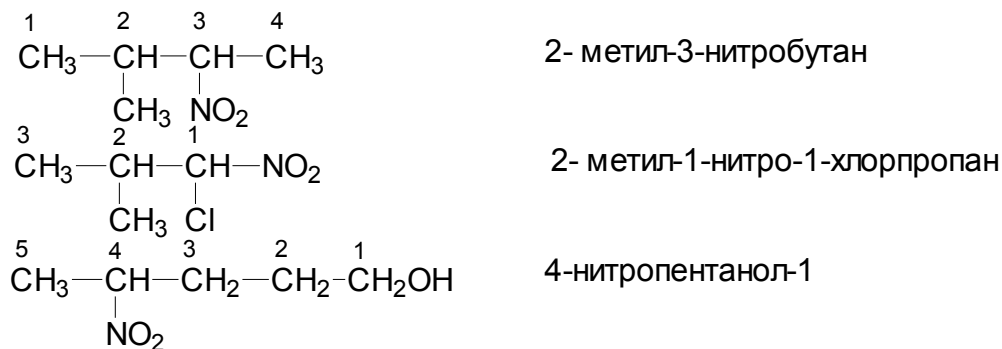 1 2 3 4
CH3—CH—CH—CH3 2- метил-3-нитробутан
CH3 NO2
3 2 1
CH3—CH—CH—NO2 2- метил-1-нитро-1-хлорпропан
CH3 Cl
5 4 3 2 1
CH3—CH—CH2—CH2—CH2OH 4-нитропентанол-1
NO2